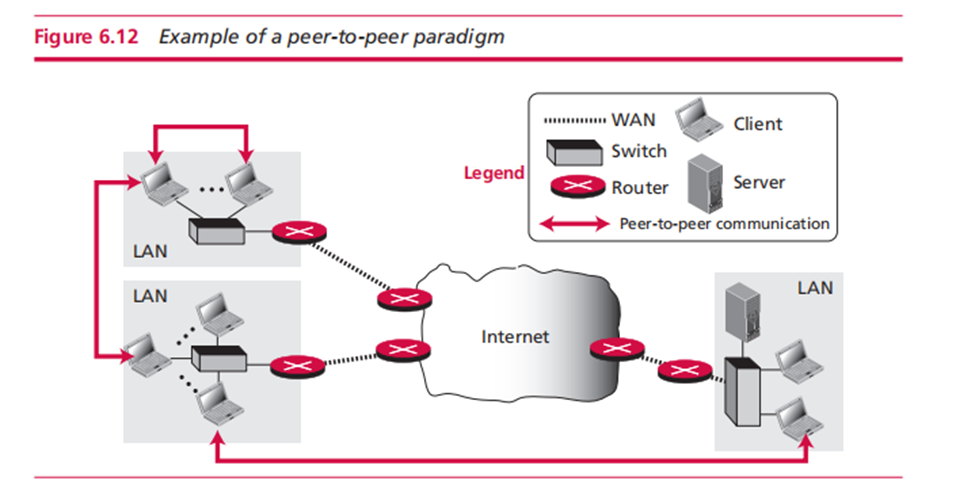 Figure 6.12 Example of a peer-to-peer paradigm
WAN
Client
Switch
Legend
Router
Server
Peer-to-peer communication
LAN
LAN
Internet
LAN